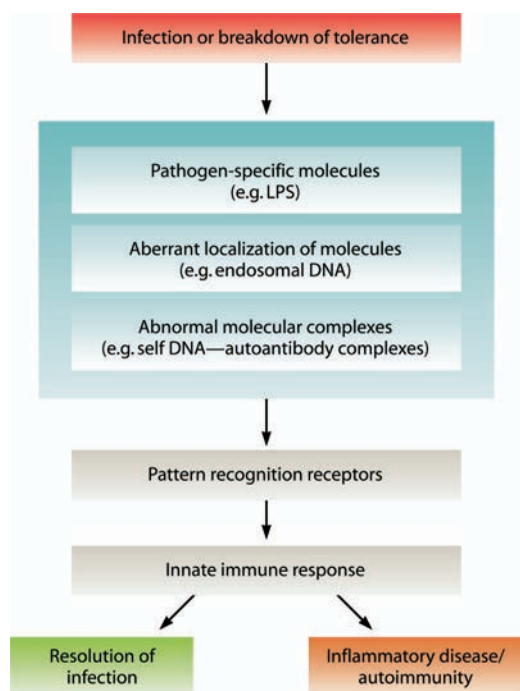 Infection or breakdown of tolerance
Pathogen-specific molecules
(e.g. LPS)
Aberrant localization of molecules
(e.g. endosomal DNA)
Abnormal molecular complexes
(e.g. self DNA—autoantibody complexes)
Pattern recognition receptors
Innate immune response
Resolution of
infection
Inflammatory disease/
autoimmunity